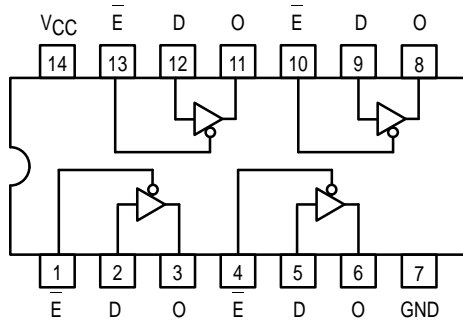 VCC E̅ D O E̅ D O
14 13 12 11 10 9 8
1 2 3 4 5 6 7
E̅ D O E̅ D O GND